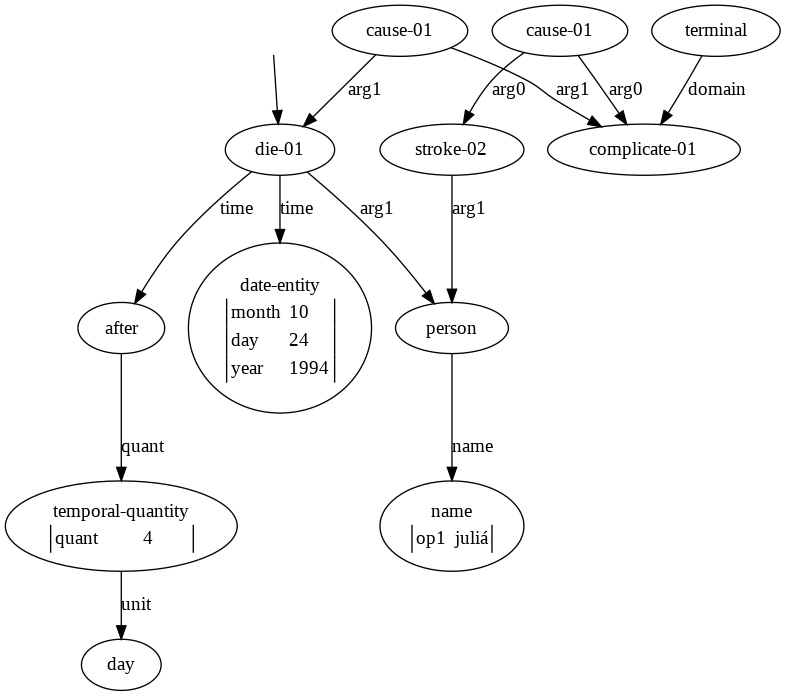 cause-01 cause-01 terminal
arg1 arg0 arg1 arg0 domain
die-01 stroke-02 complicate-01
time time arg1 arg1
date-entity
month 10
day 24
year 1994
after person
quant name
temporal-quantity
quant 4
name
op1 juliá
unit
day